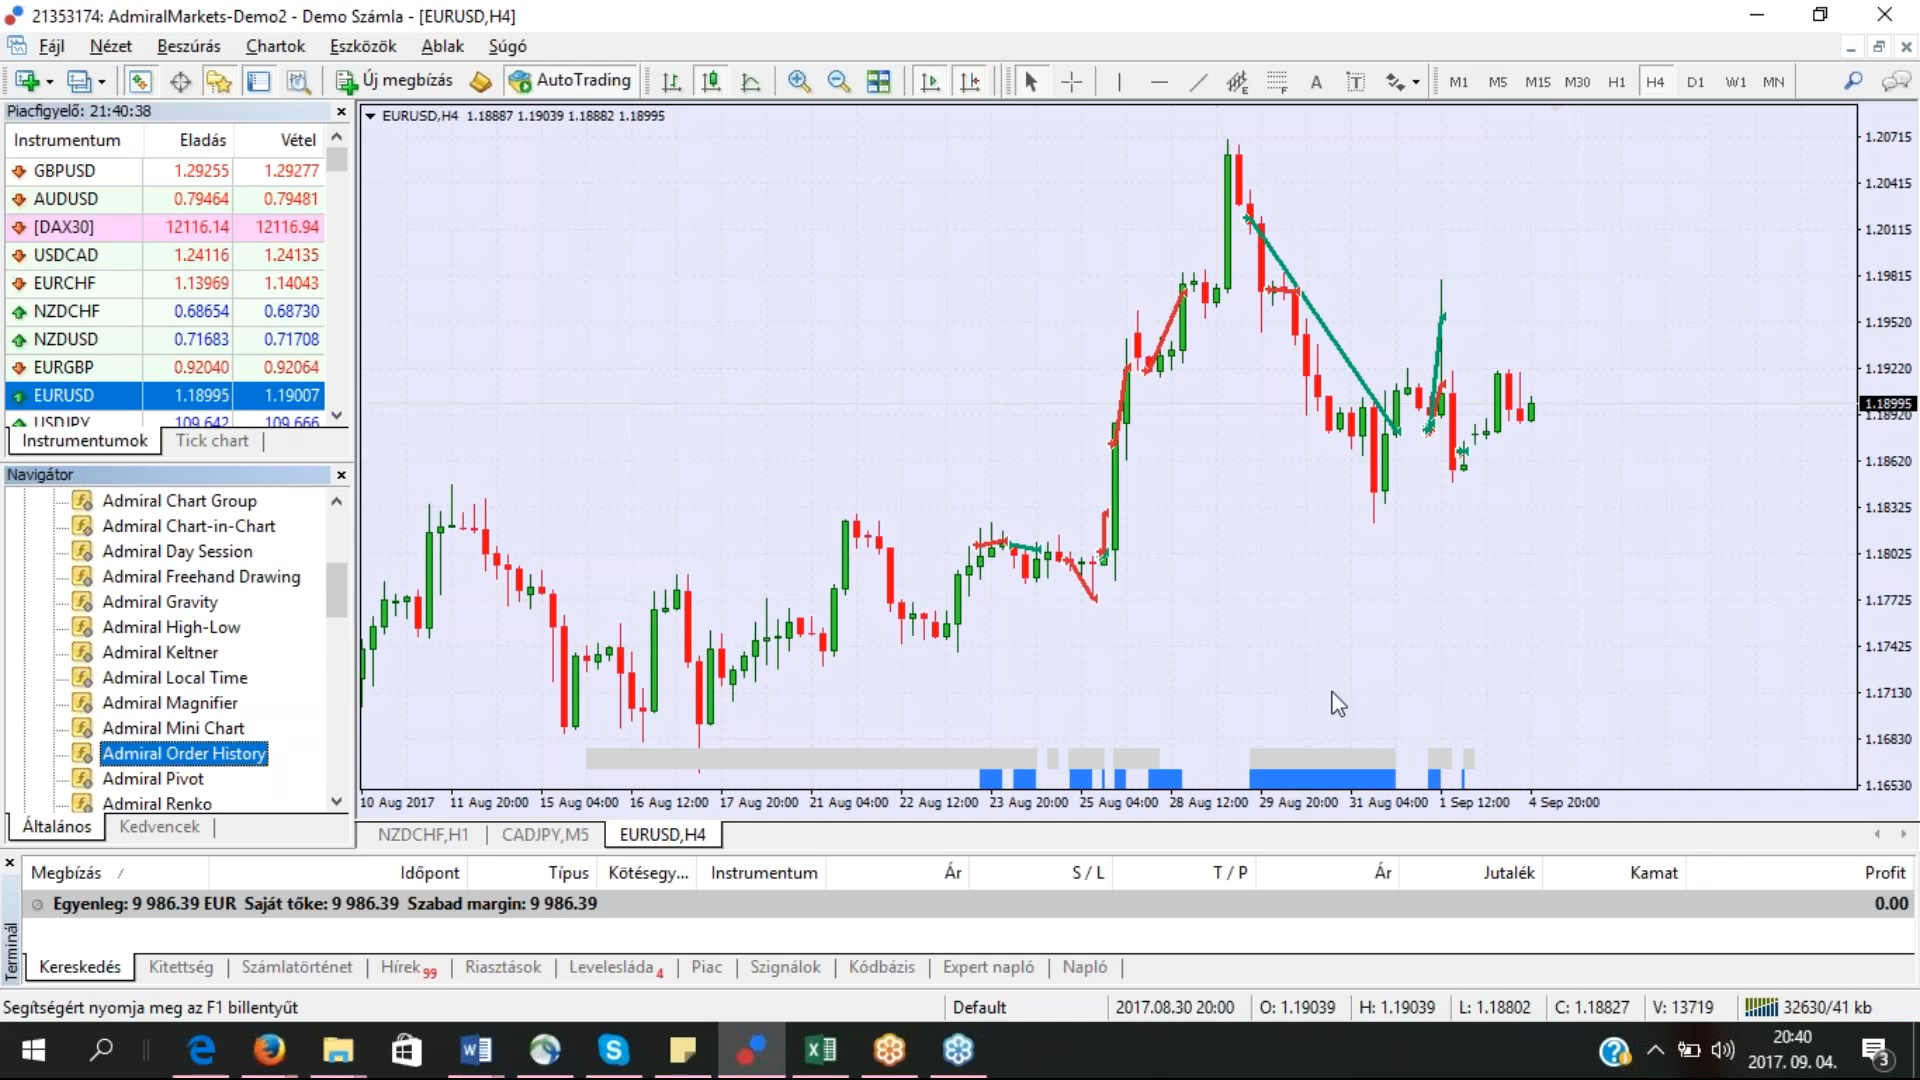 21353174: AdmiralMarkets-Demo2 - Demo Számla - [EURUSD,H4]
Fájl Nézet Beszúrás Chartok Eszközök Ablak Súgó
Új megbízás AutoTrading A T M1 M5 M15 M30 H1 H4 D1 W1 MN
Piacfigyelő: 21:40:38
Instrumentum Eladás Vétel
GBPUSD 1.29255 1.29277
AUDUSD 0.79464 0.79481
[DAX30] 12116.14 12116.94
USDCAD 1.24116 1.24135
EURCHF 1.13969 1.14043
NZDCHF 0.68654 0.68730
NZDUSD 0.71683 0.71708
EURGBP 0.92040 0.92064
EURUSD 1.18995 1.19007
USDJPY 109.642 109.666
Instrumentumok Tick chart
Navigátor
Admiral Chart Group
Admiral Chart-in-Chart
Admiral Day Session
Admiral Freehand Drawing
Admiral Gravity
Admiral High-Low
Admiral Keltner
Admiral Local Time
Admiral Magnifier
Admiral Mini Chart
Admiral Order History
Admiral Pivot
Admiral Renko
Általános Kedvencek
EURUSD,H4 1.18887 1.19039 1.18882 1.18995
1.20715
1.20415
1.20115
1.19815
1.19520
1.19220
1.18995
1.18920
1.18620
1.18325
1.18025
1.17725
1.17425
1.17130
1.16830
1.16530
10 Aug 2017 11 Aug 20:00 15 Aug 04:00 16 Aug 12:00 17 Aug 20:00 21 Aug 04:00 22 Aug 12:00 23 Aug 20:00 25 Aug 04:00 28 Aug 12:00 29 Aug 20:00 31 Aug 04:00 1 Sep 12:00 4 Sep 20:00
NZDCHF,H1 CADJPY,M5 EURUSD,H4
Megbízás / Időpont Típus Kötésegy... Instrumentum Ár S / L T / P Ár Jutalék Kamat Profit
Egyenleg: 9 986.39 EUR Saját tőke: 9 986.39 Szabad margin: 9 986.39 0.00
Terminál
Kereskedés Kitettség Számlatörténet Hírek 99 Riasztások Levelesláda 4 Piac Szignálok Kódbázis Expert napló Napló
Segítségért nyomja meg az F1 billentyűt Default 2017.08.30 20:00 O: 1.19039 H: 1.19039 L: 1.18802 C: 1.18827 V: 13719 32630/41 kb
20:40
2017. 09. 04.
3